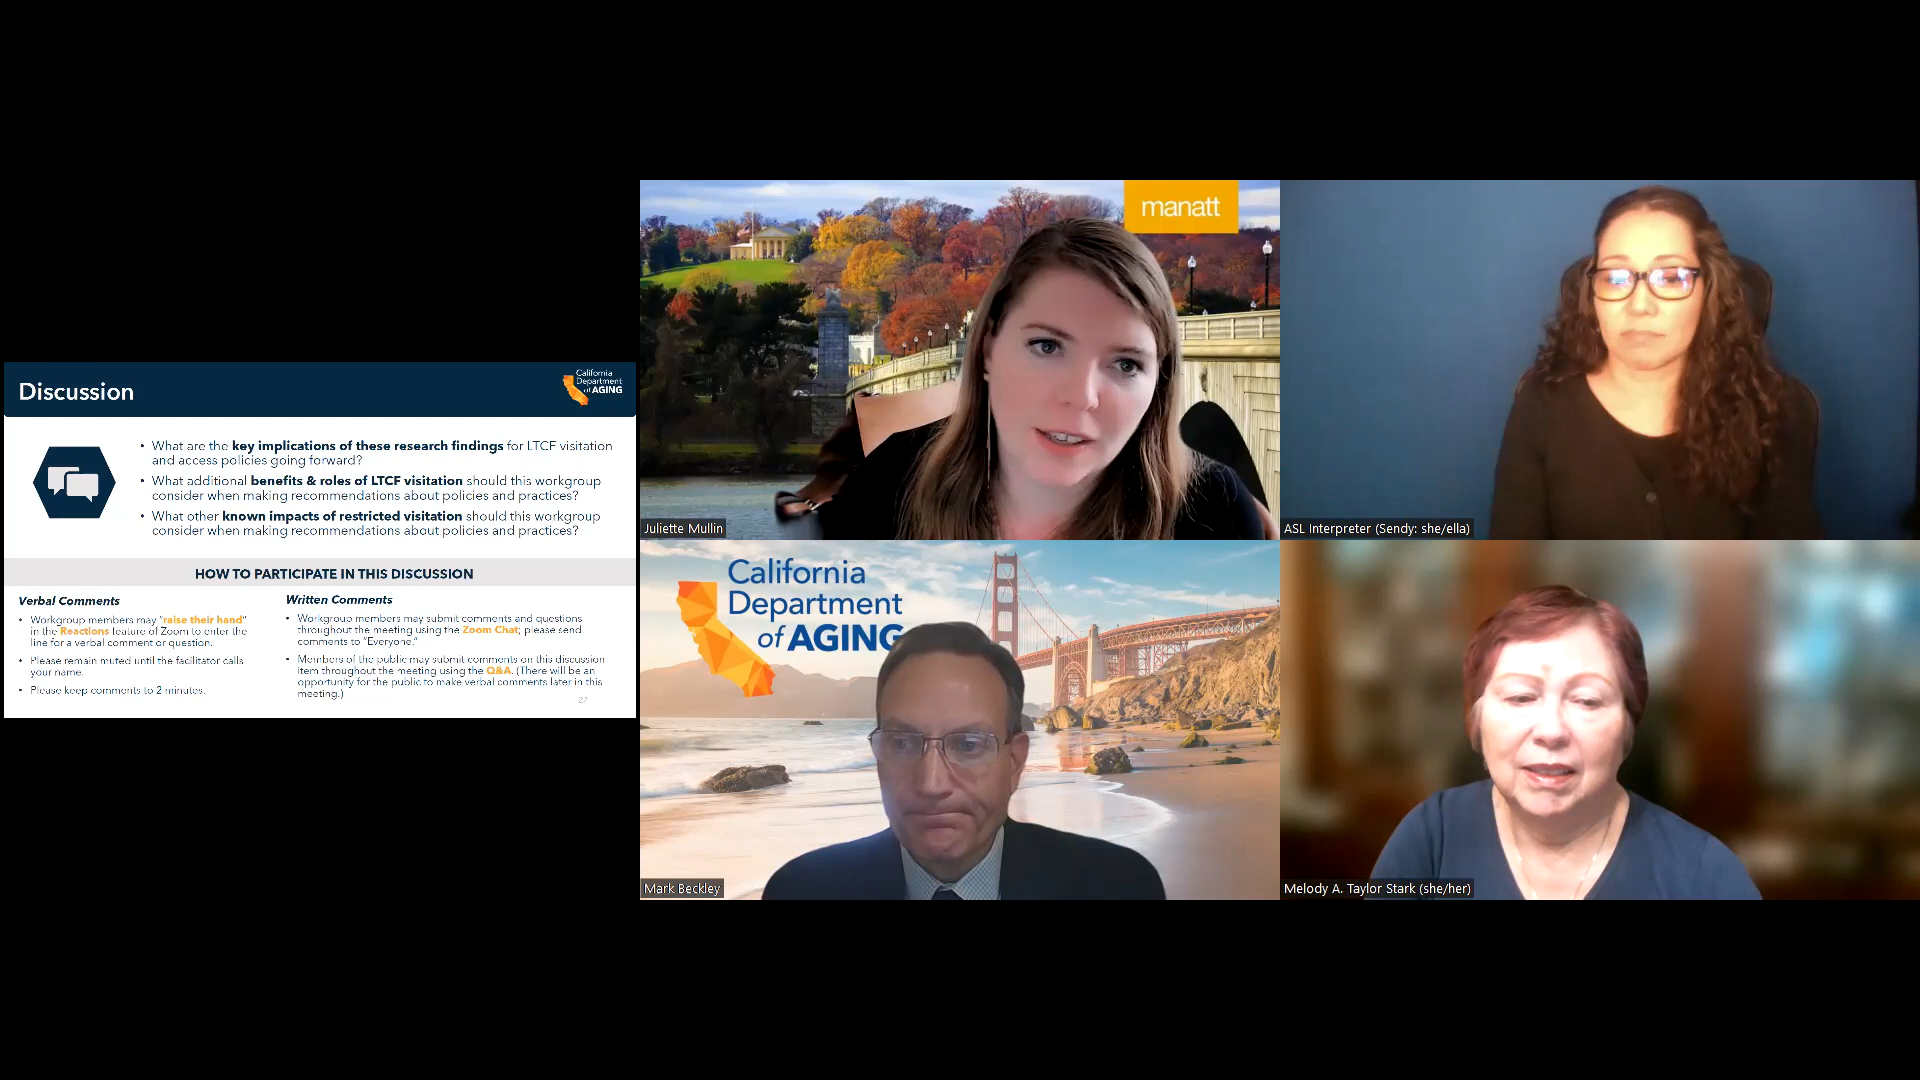 Discussion
California
Department
of AGING
• What are the key implications of these research findings for LTCF visitation
and access policies going forward?
• What additional benefits & roles of LTCF visitation should this workgroup
consider when making recommendations about policies and practices?
• What other known impacts of restricted visitation should this workgroup
consider when making recommendations about policies and practices?
HOW TO PARTICIPATE IN THIS DISCUSSION
Verbal Comments
• Workgroup members may "raise their hand"
in the Reactions feature of Zoom to enter the
line for a verbal comment or question.
• Please remain muted until the facilitator calls
your name.
• Please keep comments to 2 minutes.
Written Comments
• Workgroup members may submit comments and questions
throughout the meeting using the Zoom Chat; please send
comments to "Everyone."
• Members of the public may submit comments on this discussion
item throughout the meeting using the Q&A. (There will be an
opportunity for the public to make verbal comments later in this
meeting.)
27
manatt
Juliette Mullin
ASL Interpreter (Sendy: she/ella)
California
Department
of AGING
Mark Beckley
Melody A. Taylor Stark (she/her)